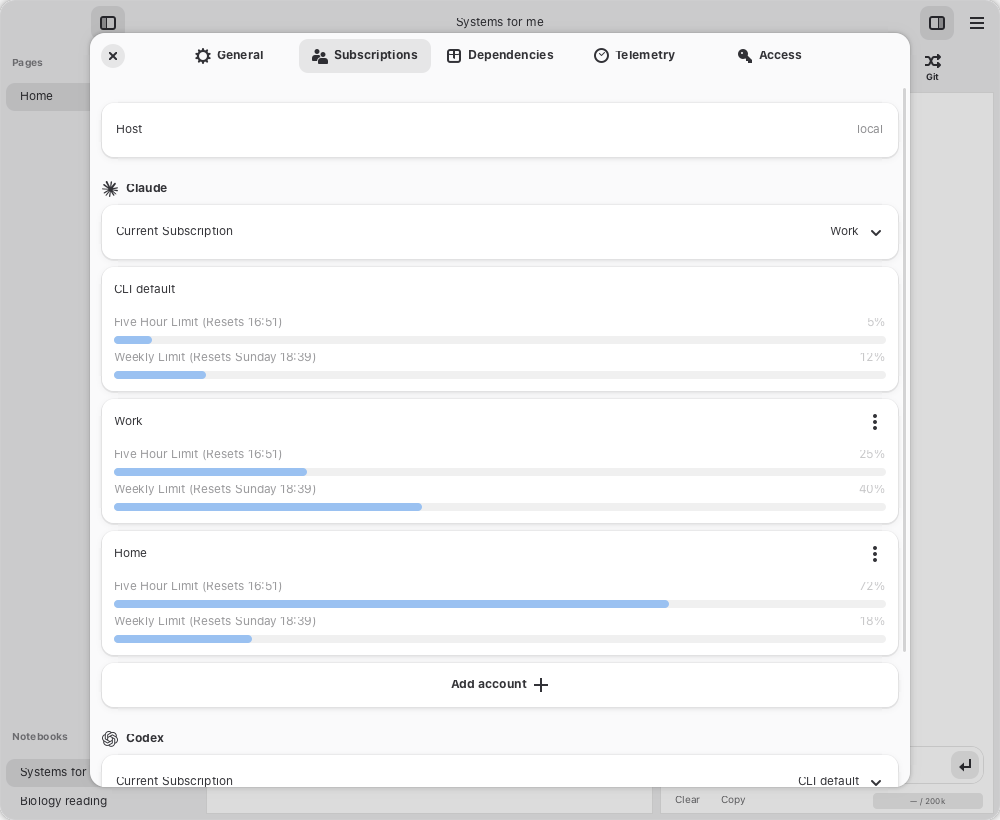 Systems for me
Pages
Home
Git
General
Subscriptions
Dependencies
Telemetry
Access
Host
local
Claude
Current Subscription
Work
CLI default
Five Hour Limit (Resets 16:51)
5%
Weekly Limit (Resets Sunday 18:39)
12%
Work
Five Hour Limit (Resets 16:51)
25%
Weekly Limit (Resets Sunday 18:39)
40%
Home
Five Hour Limit (Resets 16:51)
72%
Weekly Limit (Resets Sunday 18:39)
18%
Add account
Codex
Current Subscription
CLI default
Notebooks
Systems for
Biology reading
Clear
Copy
— / 200k